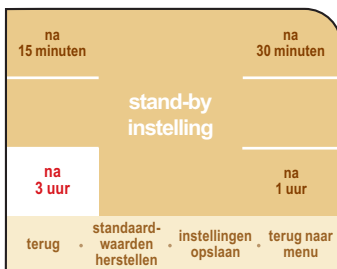 na
15 minuten
na
30 minuten
stand-by
instelling
na
3 uur
na
1 uur
terug
standaard-
waarden
herstellen
instellingen
opslaan
terug naar
menu